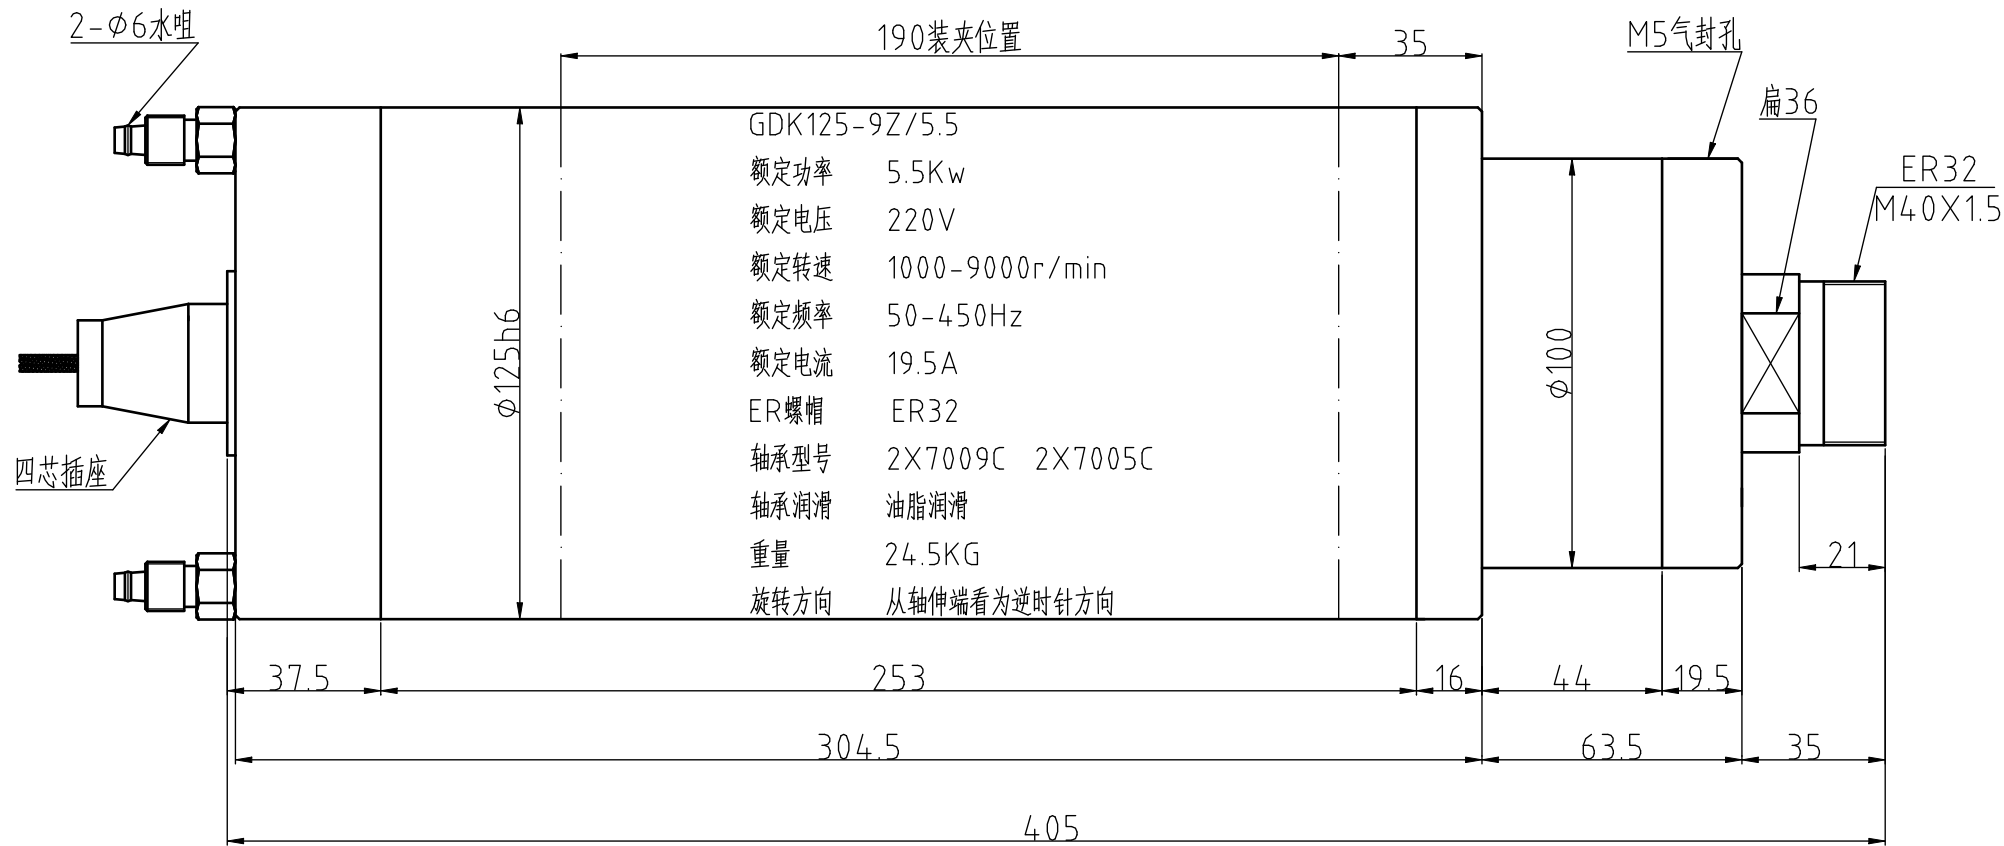 2-Φ6水咀
190装夹位置
35
M5气封孔
扁36
ER32
M40X1.5
GDK125-9Z/5.5
额定功率 5.5Kw
额定电压 220V
额定转速 1000-9000r/min
额定频率 50-450Hz
额定电流 19.5A
ER螺帽 ER32
轴承型号 2X7009C 2X7005C
轴承润滑 油脂润滑
重量 24.5KG
旋转方向 从轴伸端看为逆时针方向
Φ125h6
Φ100
四芯插座
21
37.5
253
16
44
19.5
304.5
63.5
35
405